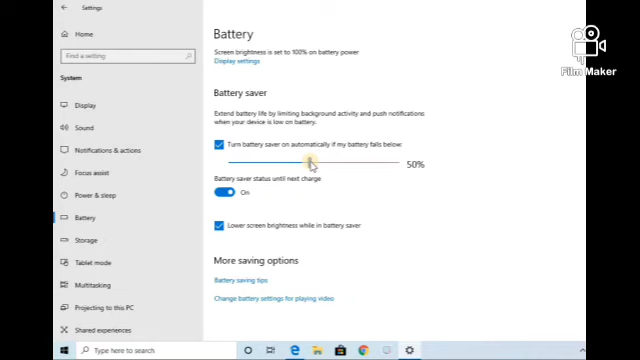 Settings
Home
Find a setting
System
Display
Sound
Notifications & actions
Focus assist
Power & sleep
Battery
Storage
Tablet mode
Multitasking
Projecting to this PC
Shared experiences
Battery
Screen brightness is set to 100% on battery power
Display settings
Battery saver
Extend battery life by limiting background activity and push notifications
when your device is low on battery.
Turn battery saver on automatically if my battery falls below:
50%
Battery saver status until next charge
On
Lower screen brightness while in battery saver
More saving options
Battery saving tips
Change battery settings for playing video
Film Maker
Type here to search